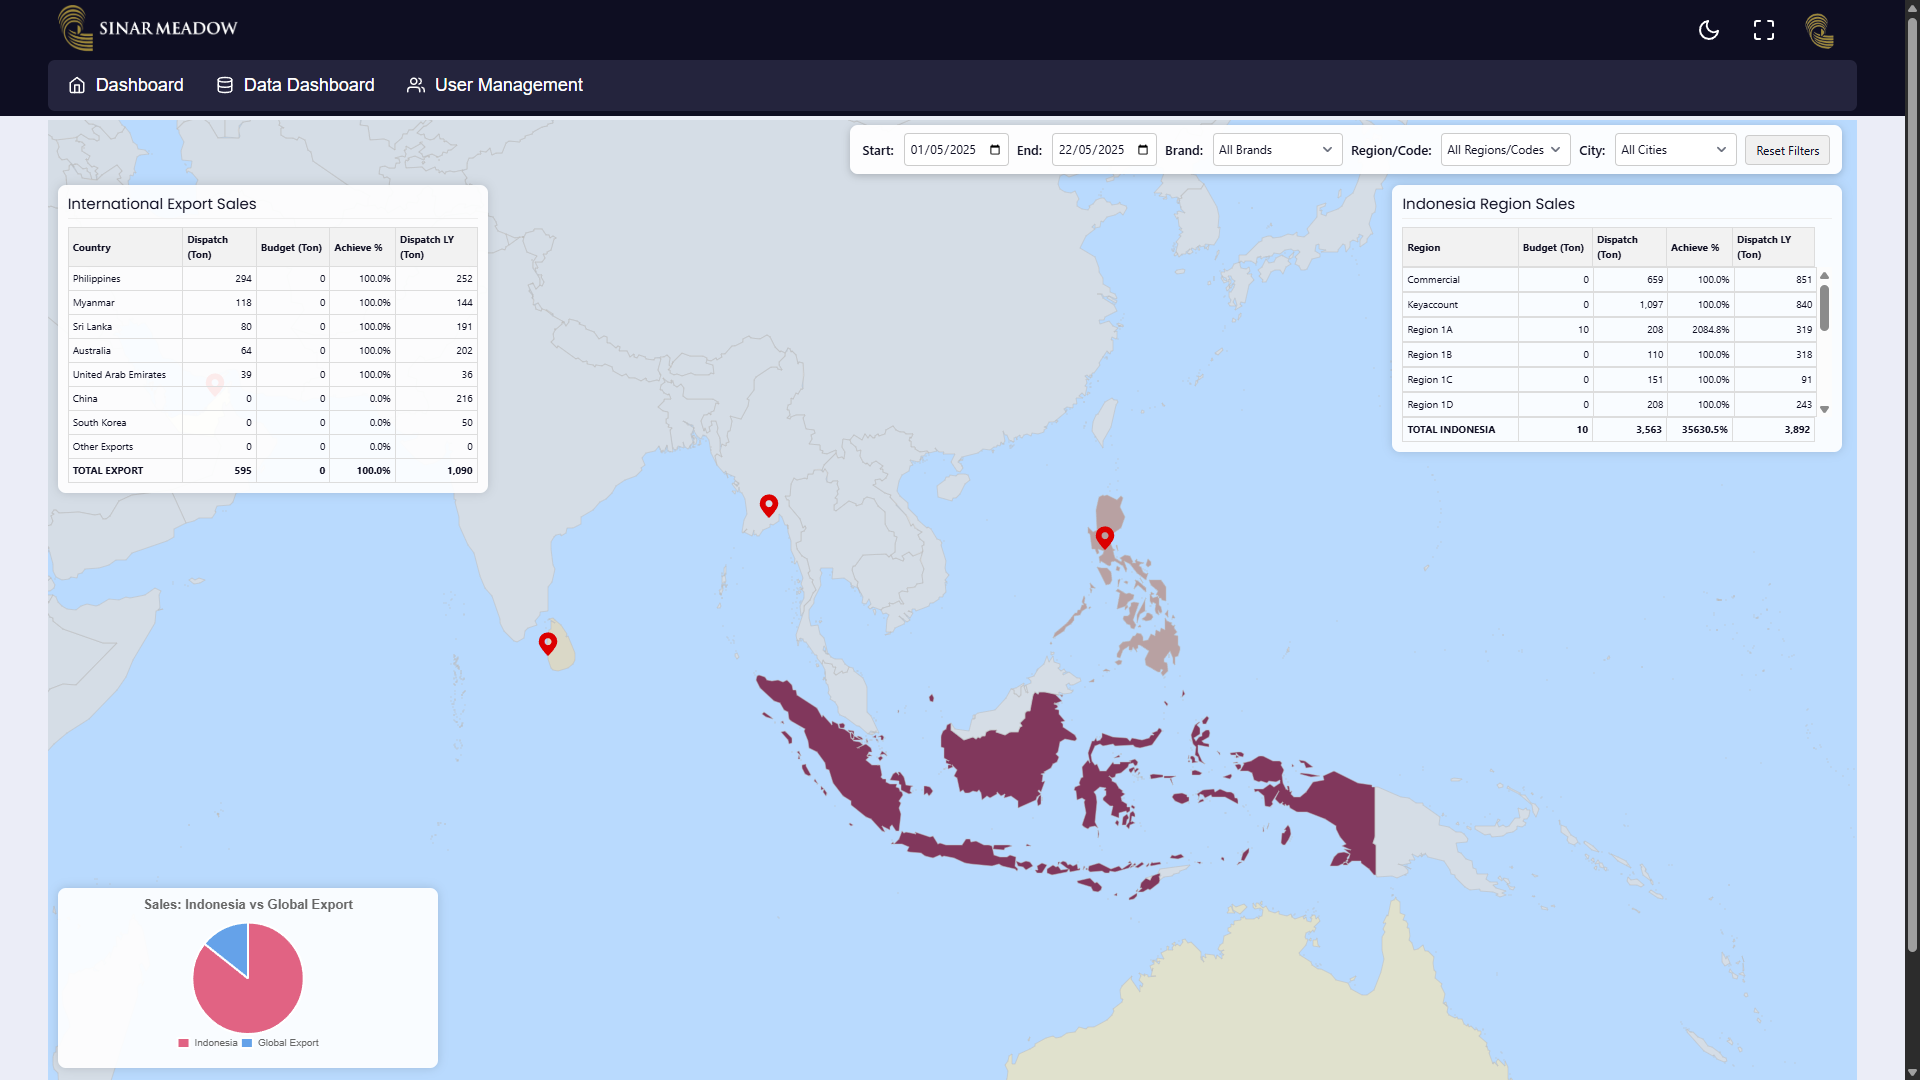 SINAR MEADOW
Dashboard Data Dashboard User Management
Start: 01/05/2025 End: 22/05/2025 Brand: All Brands Region/Code: All Regions/Codes City: All Cities Reset Filters
International Export Sales
Country Dispatch (Ton) Budget (Ton) Achieve % Dispatch LY (Ton)
Philippines 294 0 100.0% 252
Myanmar 118 0 100.0% 144
Sri Lanka 80 0 100.0% 191
Australia 64 0 100.0% 202
United Arab Emirates 39 0 100.0% 36
China 0 0 0.0% 216
South Korea 0 0 0.0% 50
Other Exports 0 0 0.0% 0
TOTAL EXPORT 595 0 100.0% 1,090
Indonesia Region Sales
Region Budget (Ton) Dispatch (Ton) Achieve % Dispatch LY (Ton)
Commercial 0 659 100.0% 851
Keyaccount 0 1,097 100.0% 840
Region 1A 10 208 2084.8% 319
Region 1B 0 110 100.0% 318
Region 1C 0 151 100.0% 91
Region 1D 0 208 100.0% 243
TOTAL INDONESIA 10 3,563 35630.5% 3,892
Sales: Indonesia vs Global Export
Indonesia Global Export